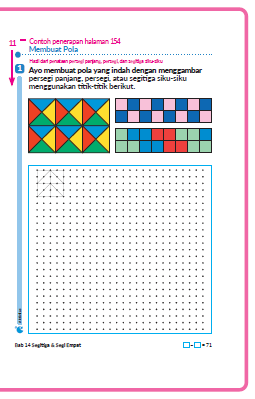 11 Contoh penerapan halaman 154
Membuat Pola
Hasil dari penataan persegi panjang, persegi, dan segitiga siku-siku
1 Ayo membuat pola yang indah dengan menggambar
persegi panjang, persegi, atau segitiga siku-siku
menggunakan titik-titik berikut.
Bab 14 Segitiga & Segi Empat
□ - □ = 71